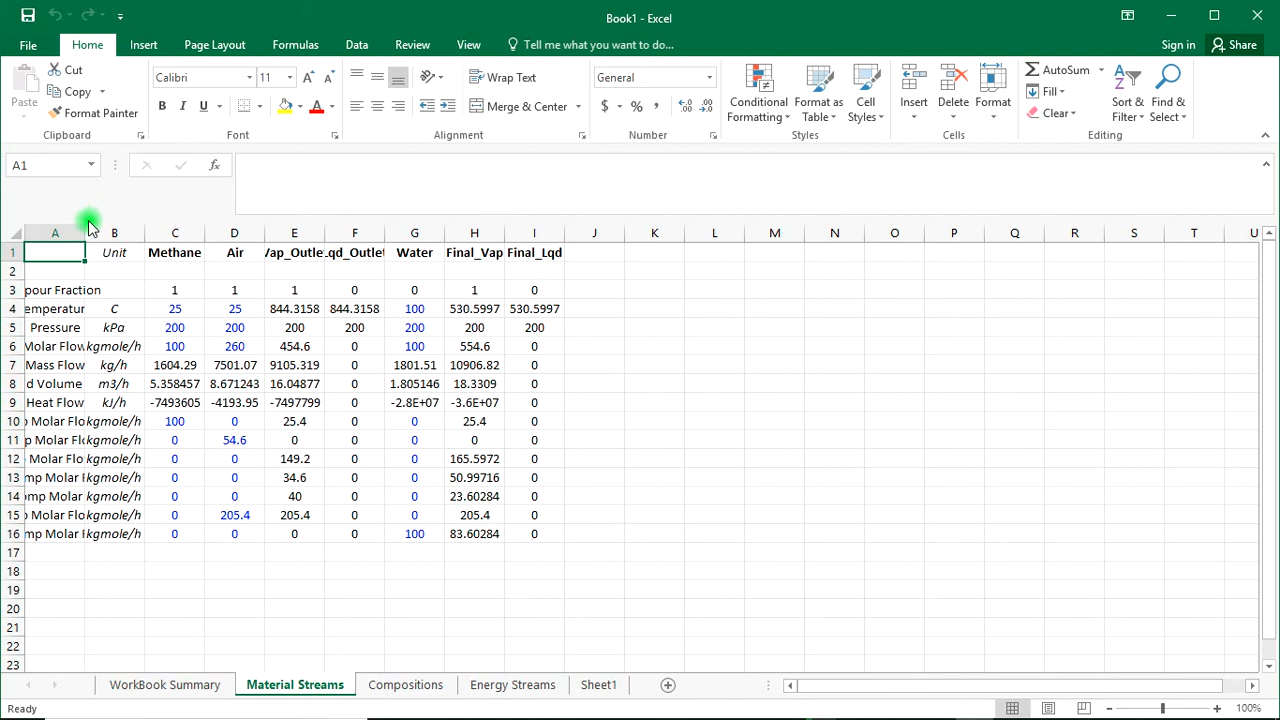 Book1 - Excel
File Home Insert Page Layout Formulas Data Review View Tell me what you want to do... Sign in Share
Paste Cut Copy Format Painter Calibri 11 A A B I U A Wrap Text Merge & Center General $ % , Conditional Formatting Format as Table Cell Styles Insert Delete Format AutoSum Fill Clear Sort & Filter Find & Select
Clipboard Font Alignment Number Styles Cells Editing
A1 fx
A B C D E F G H I J K L M N O P Q R S T U
1 Unit Methane Air Vap_Outle Lqd_Outlet Water Final_Vap Final_Lqd
2
3 pour Fraction 1 1 1 0 0 1 0
4 emperatur C 25 25 844.3158 844.3158 100 530.5997 530.5997
5 Pressure kPa 200 200 200 200 200 200 200
6 Molar Flow kgmole/h 100 260 454.6 0 100 554.6 0
7 Mass Flow kg/h 1604.29 7501.07 9105.319 0 1801.51 10906.82 0
8 d Volume m3/h 5.358457 8.671243 16.04877 0 1.805146 18.3309 0
9 Heat Flow kJ/h -7493605 -4193.95 -7497799 0 -2.8E+07 -3.6E+07 0
10 p Molar Flo kgmole/h 100 0 25.4 0 0 25.4 0
11 p Molar Flo kgmole/h 0 54.6 0 0 0 0 0
12 p Molar Flo kgmole/h 0 0 149.2 0 0 165.5972 0
13 mp Molar F kgmole/h 0 0 34.6 0 0 50.99716 0
14 omp Molar kgmole/h 0 0 40 0 0 23.60284 0
15 p Molar Flo kgmole/h 0 205.4 205.4 0 0 205.4 0
16 mp Molar F kgmole/h 0 0 0 0 100 83.60284 0
17
18
19
20
21
22
23
WorkBook Summary Material Streams Compositions Energy Streams Sheet1
Ready 100%